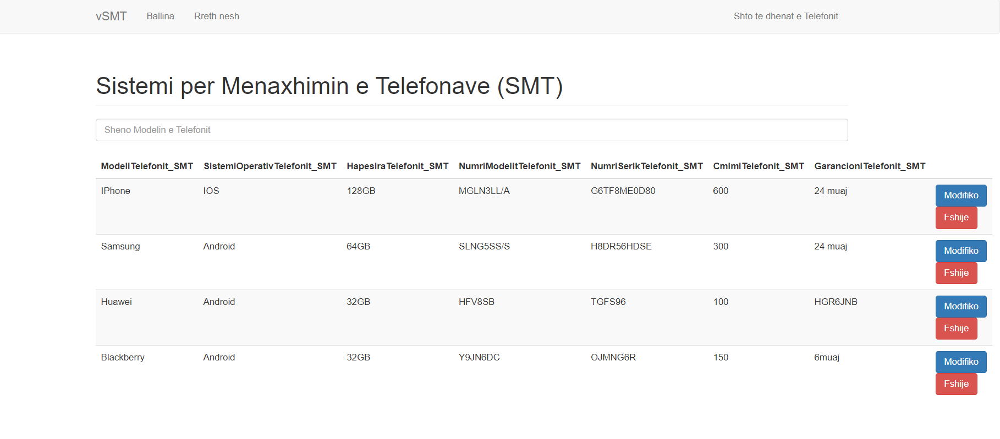 vSMT Ballina Rreth nesh Shto te dhenat e Telefonit
Sistemi per Menaxhimin e Telefonave (SMT)
Sheno Modelin e Telefonit
ModeliTelefonit_SMT SistemiOperativTelefonit_SMT HapesiraTelefonit_SMT NumriModelitTelefonit_SMT NumriSerikTelefonit_SMT CmimiTelefonit_SMT GarancioniTelefonit_SMT
IPhone IOS 128GB MGLN3LL/A G6TF8ME0D80 600 24 muaj Modifiko
Fshije
Samsung Android 64GB SLNG5SS/S H8DR56HDSE 300 24 muaj Modifiko
Fshije
Huawei Android 32GB HFV8SB TGFS96 100 HGR6JNB Modifiko
Fshije
Blackberry Android 32GB Y9JN6DC OJMNG6R 150 6muaj Modifiko
Fshije